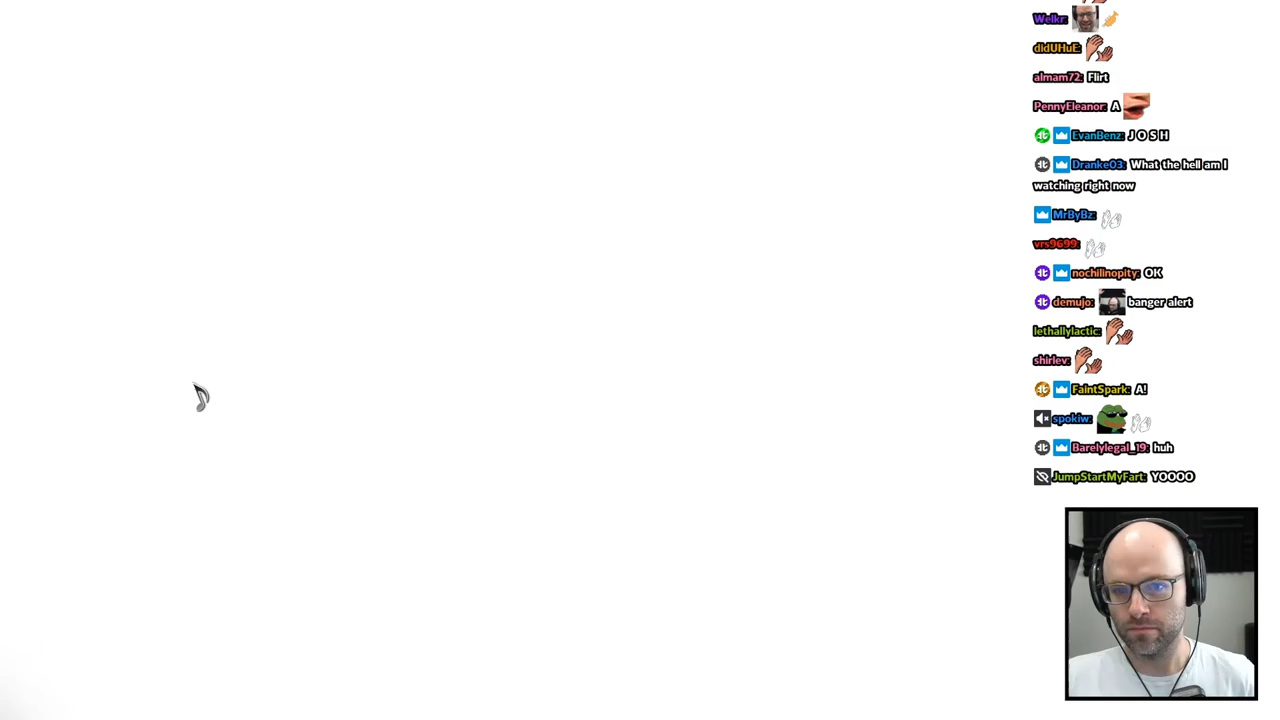 Welkr:
didUHuE:
almam72: Flirt
PennyEleanor: A
EvanBenz: J O S H
Dranke03: What the hell am I
watching right now
MrByBz:
vrs9699:
nochilinopity: OK
demujo: banger alert
lethallylactic:
shirlev:
FaintSpark: A!
spokiw:
Barelylegal_19: huh
JumpStartMyFart: YOOOO